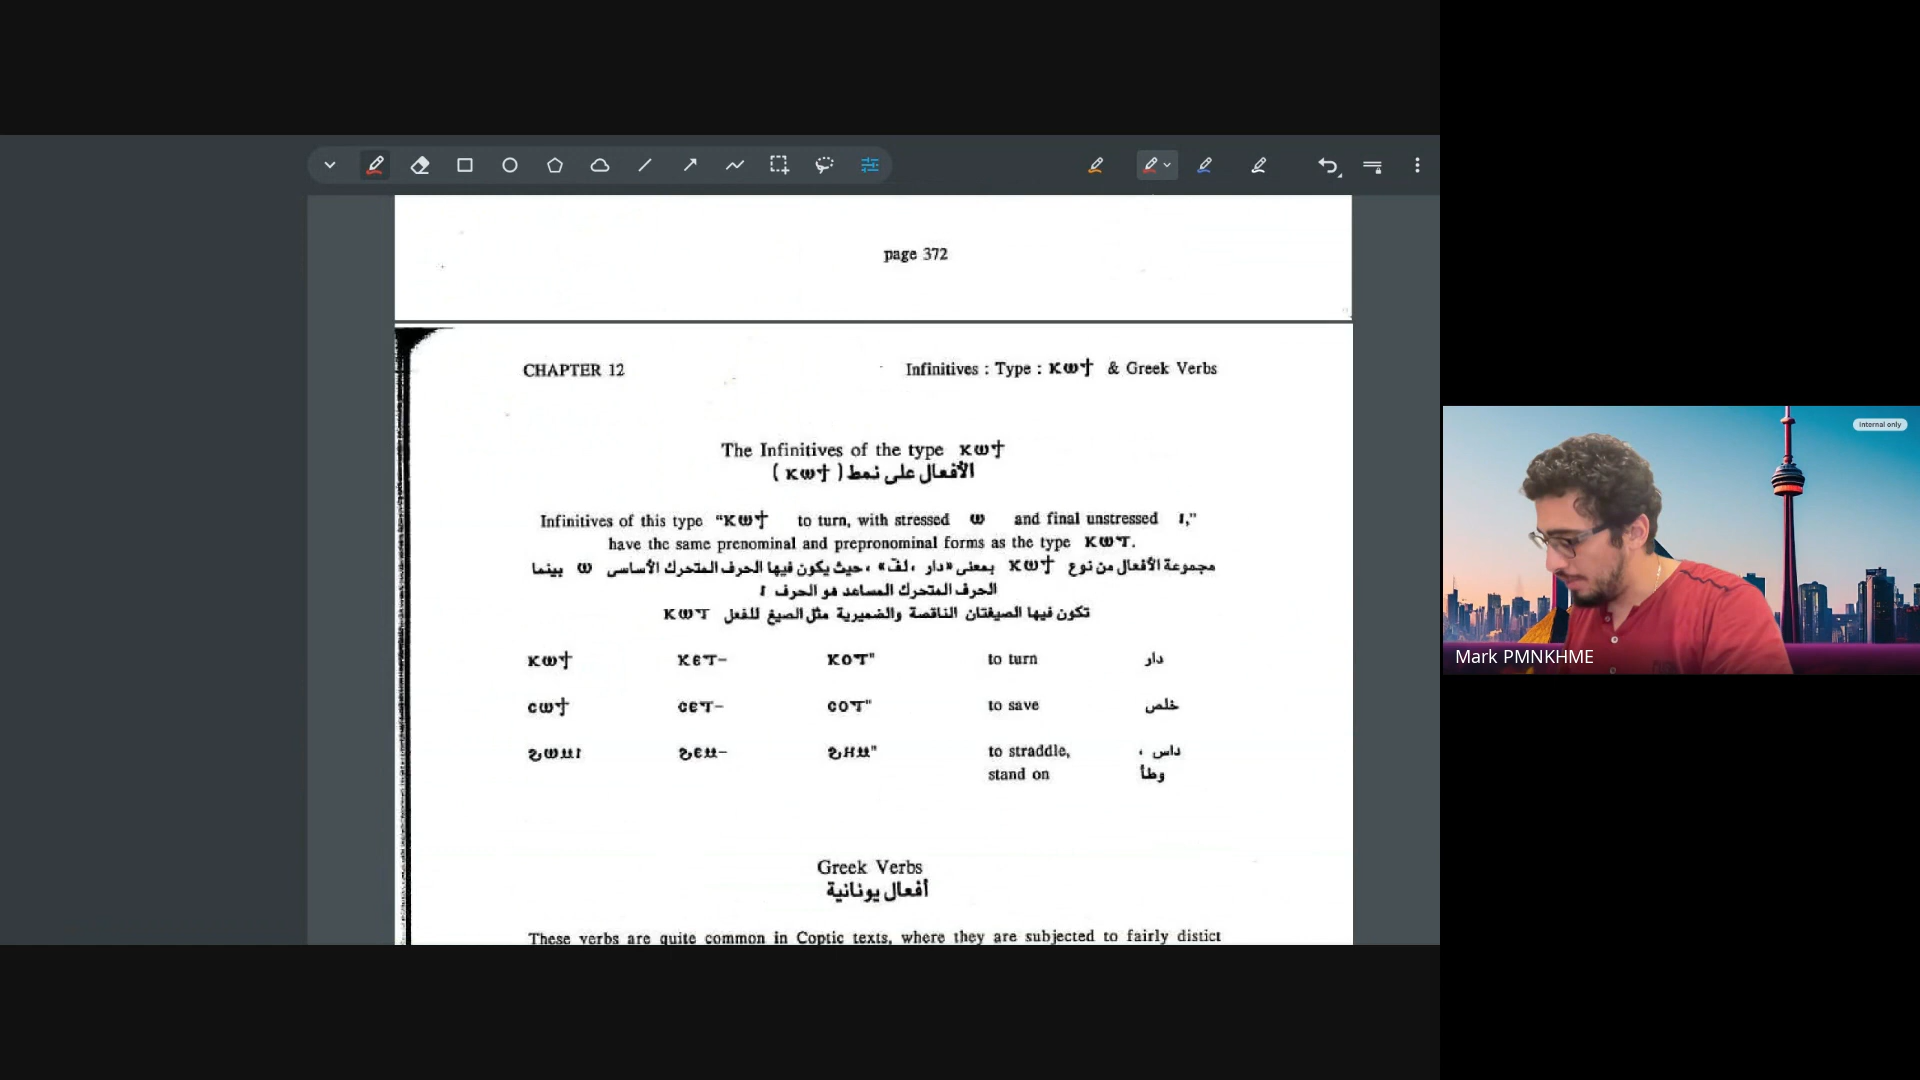 page 372
CHAPTER 12
Infinitives : Type : ⲕⲱϯ & Greek Verbs
The Infinitives of the type ⲕⲱϯ
الأفعال على نمط ( ⲕⲱϯ )
Infinitives of this type “ⲕⲱϯ to turn, with stressed ⲱ and final unstressed ⲓ,”
have the same prenominal and prepronominal forms as the type ⲕⲱⲧ.
مجموعة الأفعال من نوع ⲕⲱϯ بمعنى «دار ، لفّ» ، حيث يكون فيها الحرف المتحرك الأساسى ⲱ بينما
الحرف المتحرك المساعد هو الحرف ⲓ
تكون فيها الصيغتان الناقصة والضميرية مثل الصيغ للفعل ⲕⲱⲧ
ⲕⲱϯ ⲕⲉⲧ– ⲕⲟⲧ" to turn دار
ⲥⲱϯ ⲥⲉⲧ– ⲥⲟⲧ" to save خلص
ϩⲱⲙⲓ ϩⲉⲙ– ϩⲏⲙ" to straddle, داس ،
stand on وطأ
Greek Verbs
أفعال يونانية
These verbs are quite common in Coptic texts, where they are subjected to fairly distict
Internal only
Mark PMNKHME